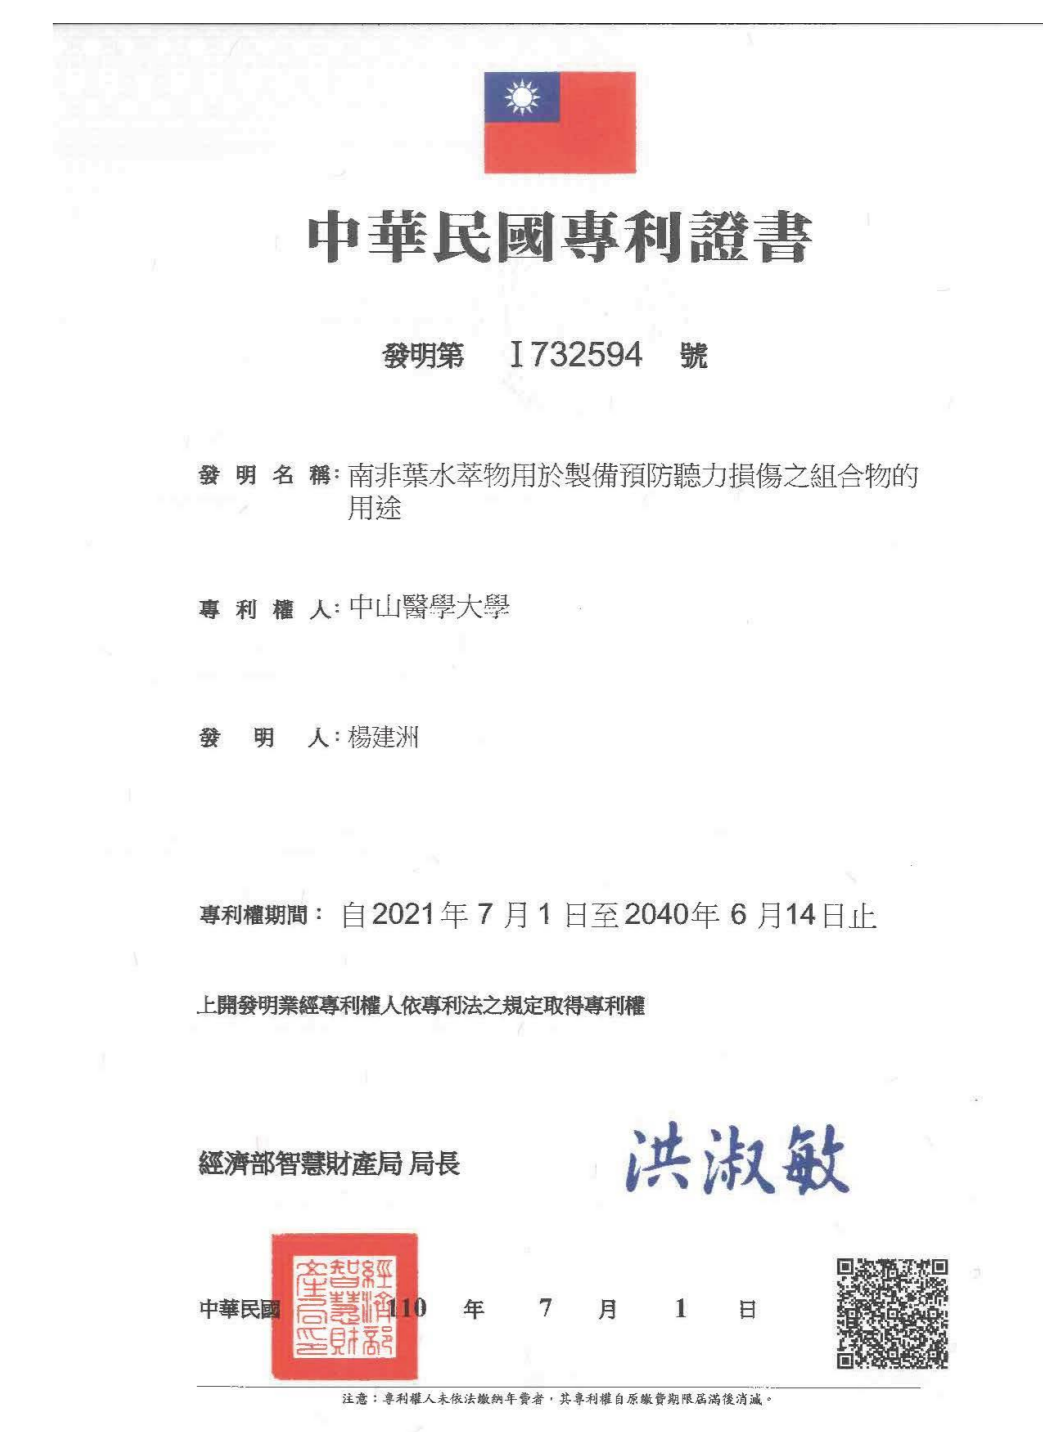 中華民國專利證書
發明第 I732594 號
發明名稱:南非葉水萃物用於製備預防聽力損傷之組合物的
用途
專利權人:中山醫學大學
發明人:楊建洲
專利權期間:自2021年7月1日至2040年6月14日止
上開發明業經專利權人依專利法之規定取得專利權
經濟部智慧財產局 局長 洪淑敏
經濟部智慧財產局印
中華民國 110 年 7 月 1 日
注意:專利權人未依法繳納年費者,其專利權自原繳費期限屆滿後消滅。